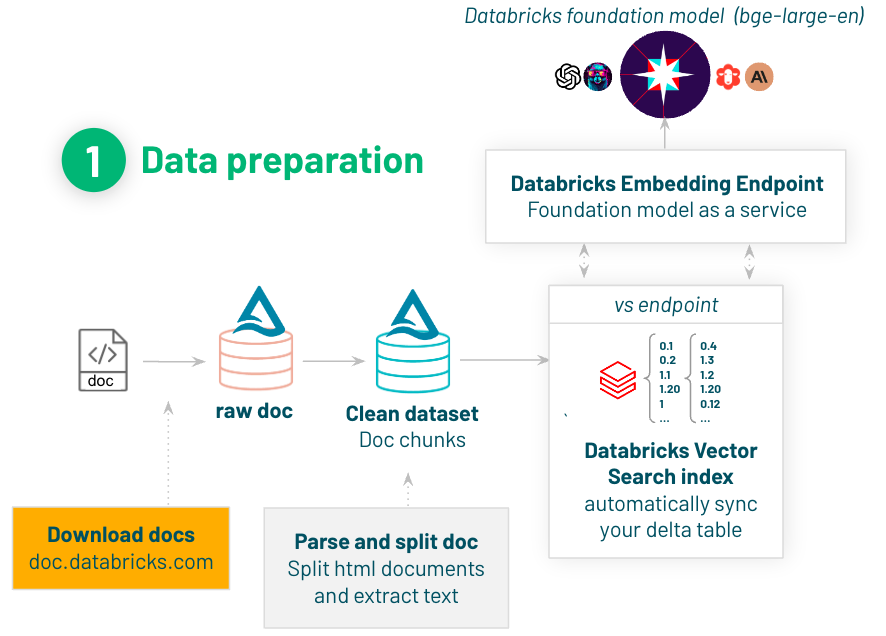 Databricks foundation model (bge-large-en)
1 Data preparation
Databricks Embedding Endpoint
Foundation model as a service
vs endpoint
0.1
0.2
1.1
1.20
1
...
0.4
1.3
1.2
1.20
0.12
...
</>
doc
raw doc
Clean dataset
Doc chunks
Databricks Vector
Search index
automatically sync
your delta table
Download docs
doc.databricks.com
Parse and split doc
Split html documents
and extract text